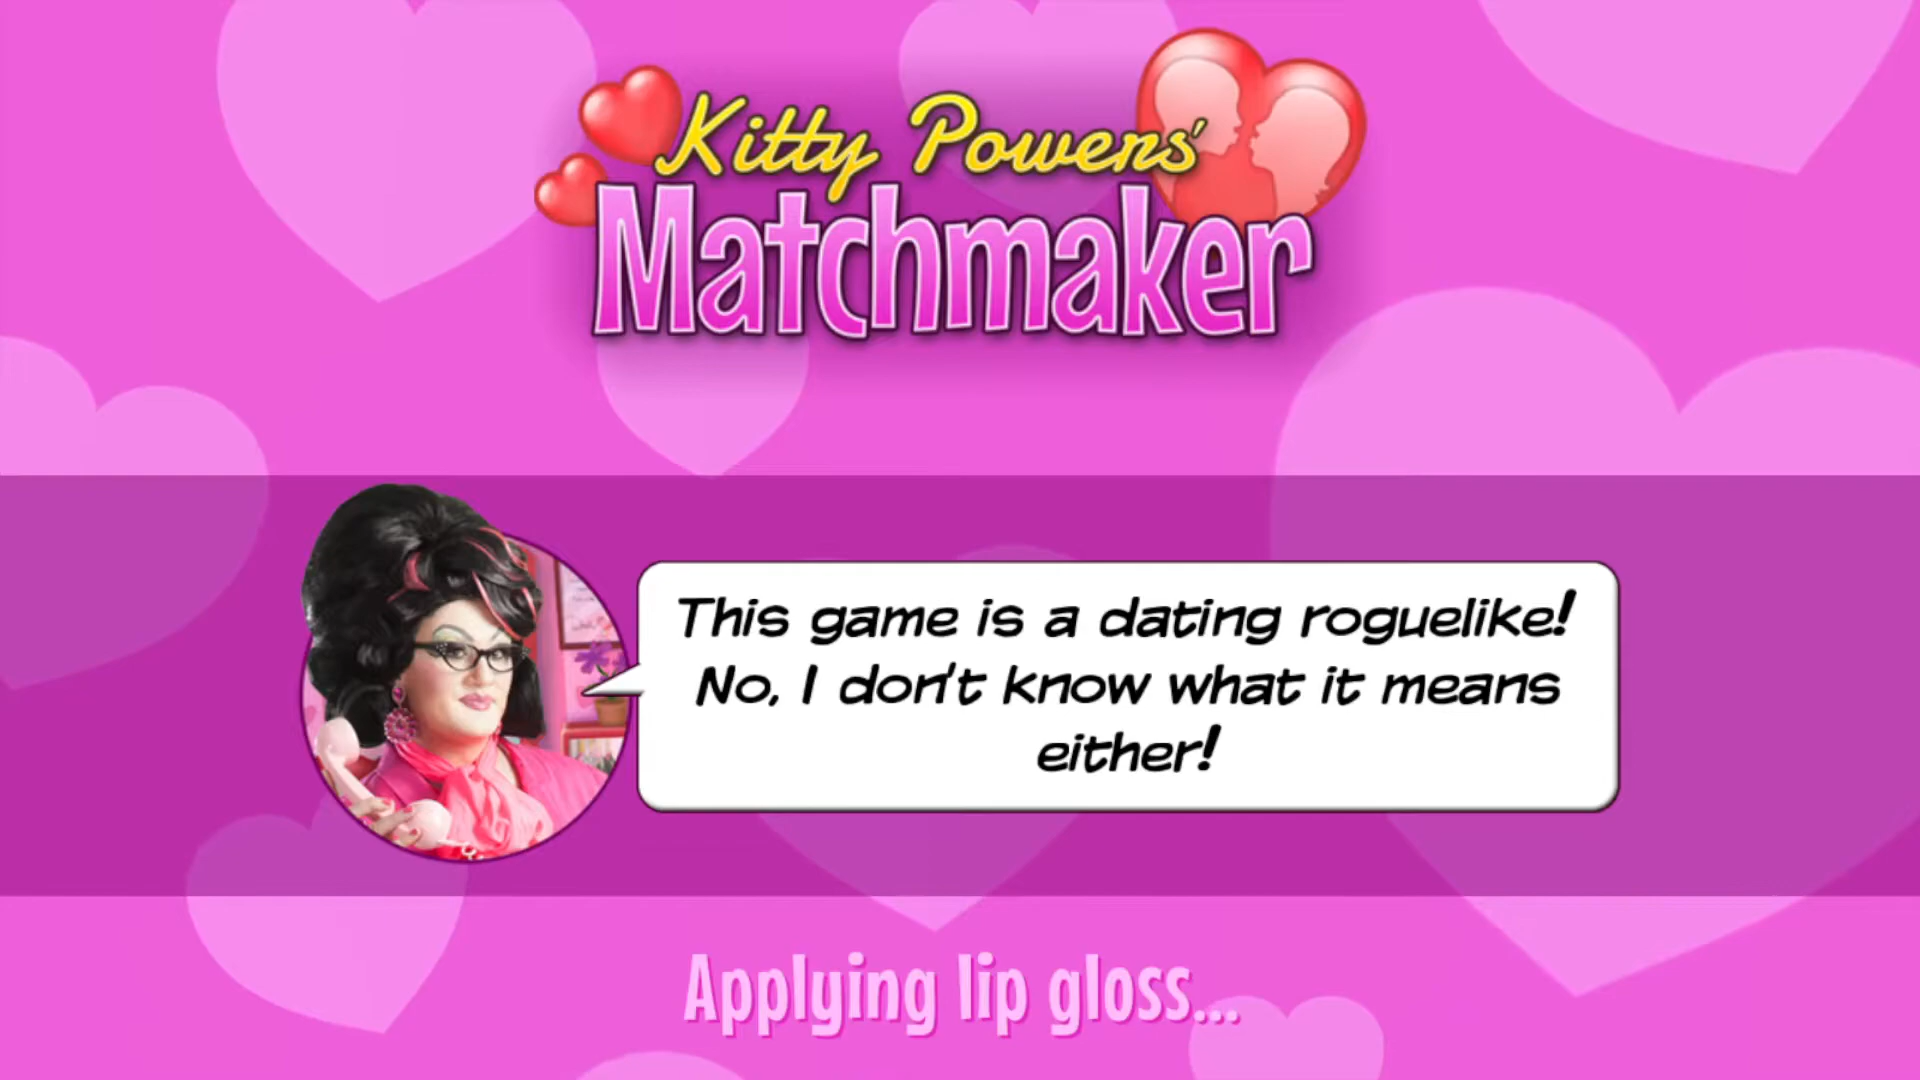 Kitty Powers'
Matchmaker
This game is a dating roguelike!
No, I don't know what it means
either!
Applying lip gloss...